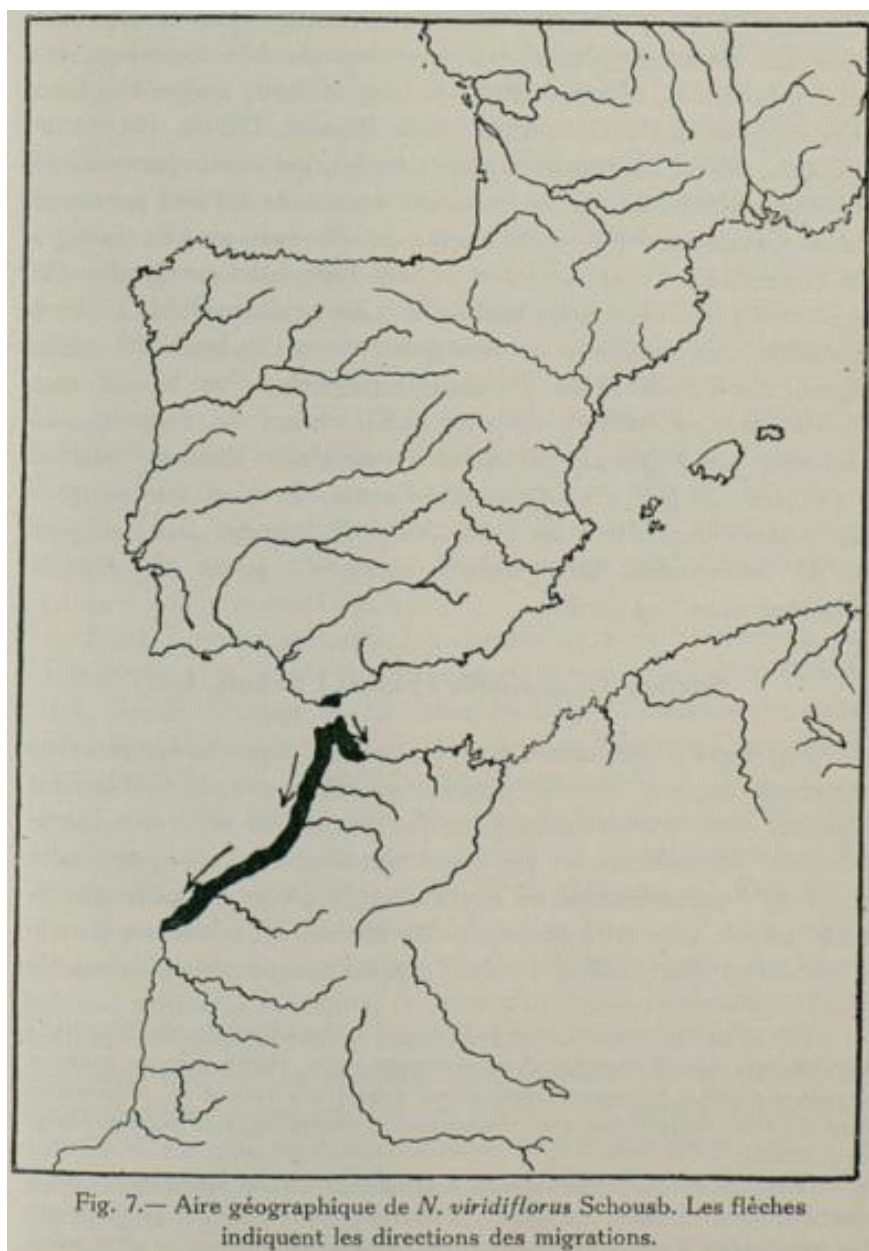 Fig. 7.— Aire géographique de N. viridiflorus Schousb. Les flèches
indiquent les directions des migrations.